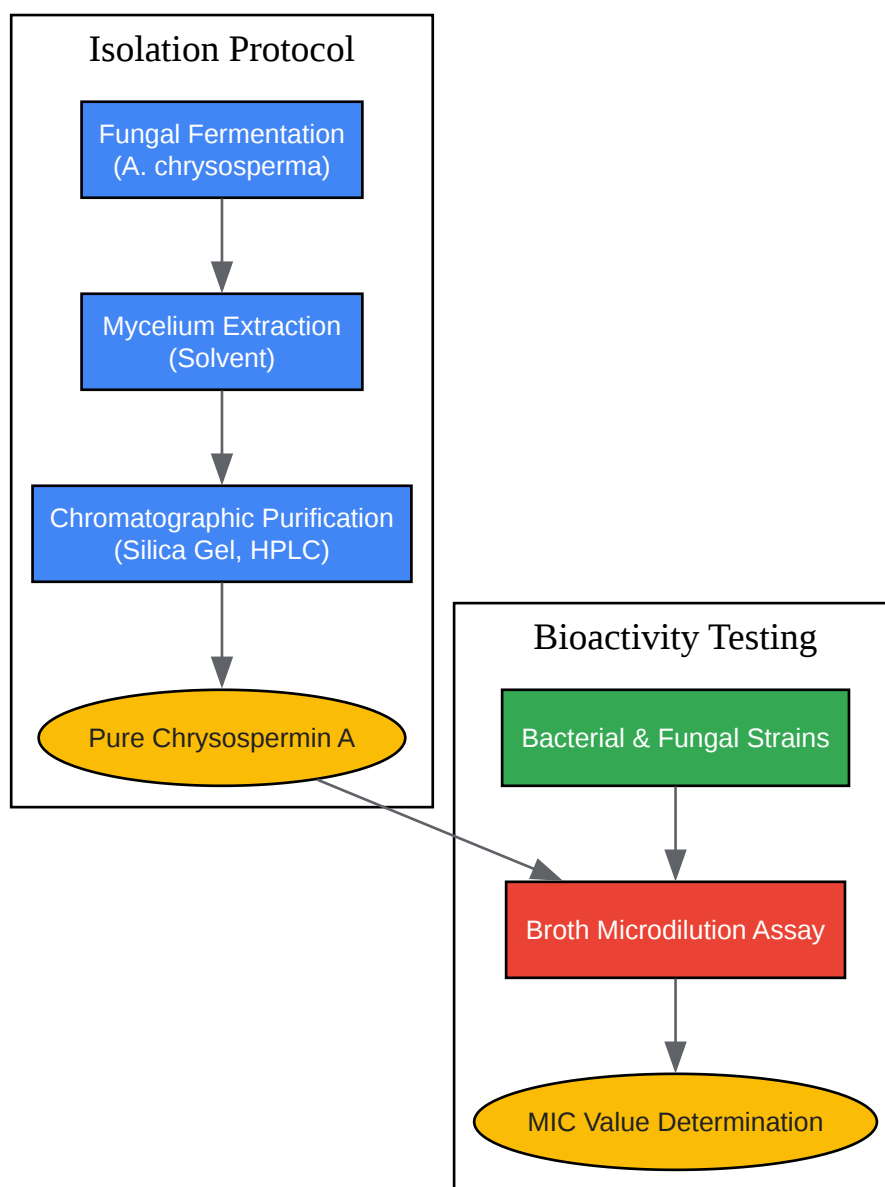 Isolation Protocol
Fungal Fermentation
(A. chrysosperma)
Mycelium Extraction
(Solvent)
Chromatographic Purification
(Silica Gel, HPLC)
Pure Chrysospermin A
Bioactivity Testing
Bacterial & Fungal Strains
Broth Microdilution Assay
MIC Value Determination